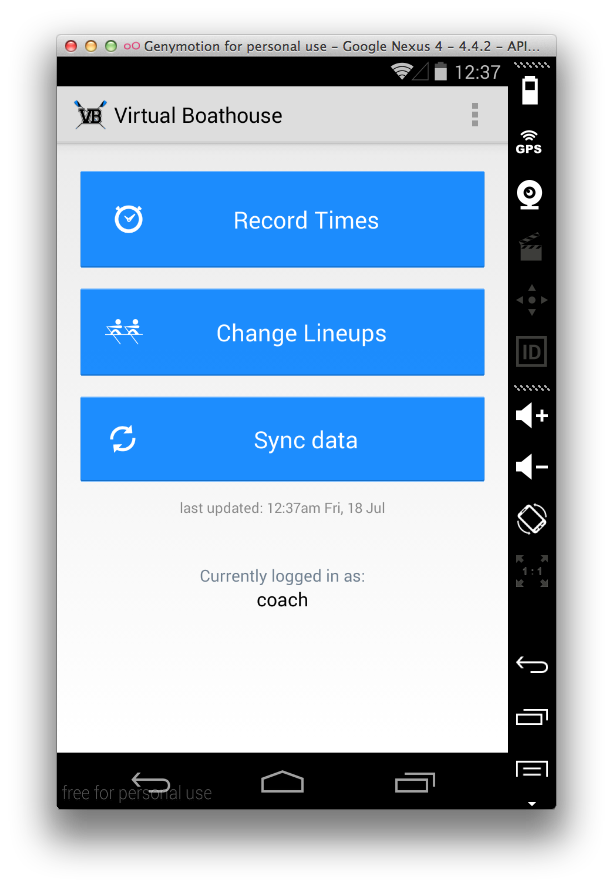 Genymotion for personal use - Google Nexus 4 - 4.4.2 - API...
12:37
VB Virtual Boathouse
GPS
Record Times
ID
Change Lineups
Sync data
last updated: 12:37am Fri, 18 Jul
1:1
Currently logged in as:
coach
free for personal use